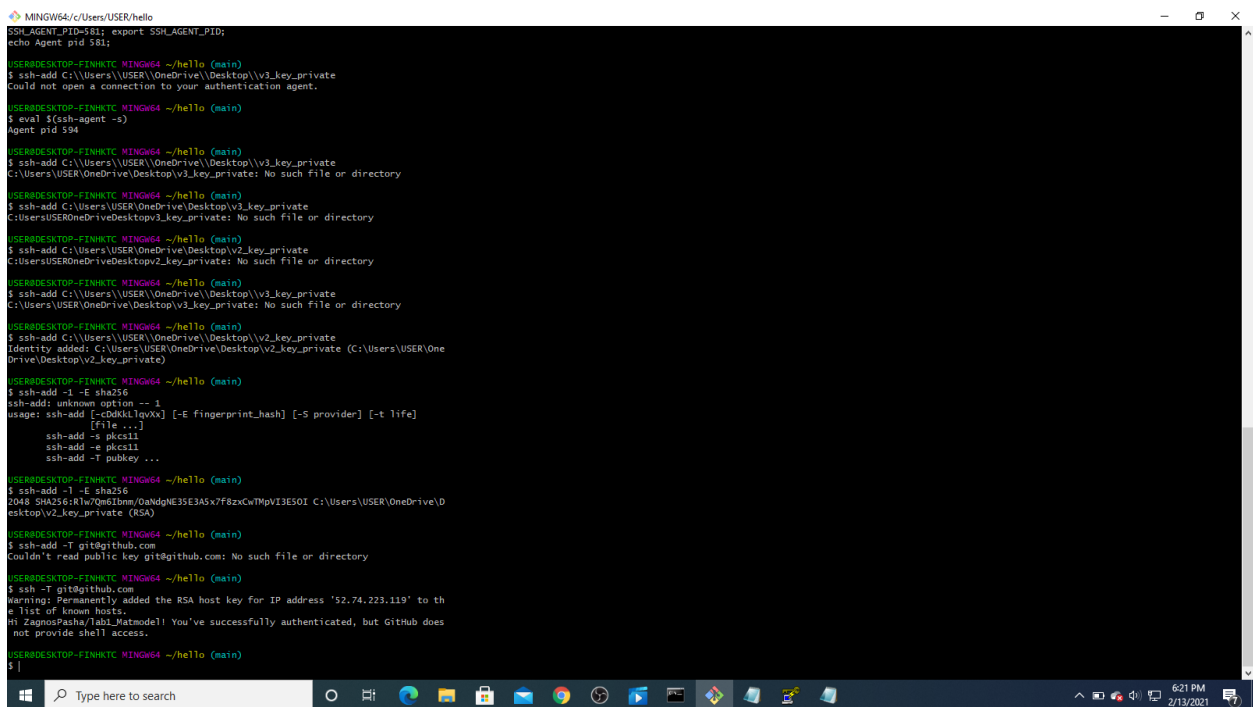 MINGW64:/c/Users/USER/hello
SSH_AGENT_PID=581; export SSH_AGENT_PID;
echo Agent pid 581;
USER@DESKTOP-FINHKTC MINGW64 ~/hello (main)
$ ssh-add C:\\Users\\USER\\OneDrive\\Desktop\\v3_key_private
Could not open a connection to your authentication agent.
USER@DESKTOP-FINHKTC MINGW64 ~/hello (main)
$ eval $(ssh-agent -s)
Agent pid 594
USER@DESKTOP-FINHKTC MINGW64 ~/hello (main)
$ ssh-add C:\\Users\\USER\\OneDrive\\Desktop\\v3_key_private
C:\Users\USER\OneDrive\Desktop\v3_key_private: No such file or directory
USER@DESKTOP-FINHKTC MINGW64 ~/hello (main)
$ ssh-add C:\Users\USER\OneDrive\Desktop\v3_key_private
C:UsersUSEROneDriveDesktopv3_key_private: No such file or directory
USER@DESKTOP-FINHKTC MINGW64 ~/hello (main)
$ ssh-add C:\Users\USER\OneDrive\Desktop\v2_key_private
C:UsersUSEROneDriveDesktopv2_key_private: No such file or directory
USER@DESKTOP-FINHKTC MINGW64 ~/hello (main)
$ ssh-add C:\\Users\\USER\\OneDrive\\Desktop\\v3_key_private
C:\Users\USER\OneDrive\Desktop\v3_key_private: No such file or directory
USER@DESKTOP-FINHKTC MINGW64 ~/hello (main)
$ ssh-add C:\\Users\\USER\\OneDrive\\Desktop\\v2_key_private
Identity added: C:\Users\USER\OneDrive\Desktop\v2_key_private (C:\Users\USER\One
Drive\Desktop\v2_key_private)
USER@DESKTOP-FINHKTC MINGW64 ~/hello (main)
$ ssh-add -1 -E sha256
ssh-add: unknown option -- 1
usage: ssh-add [-cDdKkLlqvXx] [-E fingerprint_hash] [-S provider] [-t life]
[file ...]
ssh-add -s pkcs11
ssh-add -e pkcs11
ssh-add -T pubkey ...
USER@DESKTOP-FINHKTC MINGW64 ~/hello (main)
$ ssh-add -l -E sha256
2048 SHA256:Rlw7Qm6Ibnm/OaNdgNE35E3A5x7f8zxCwTMpVI3E5OI C:\Users\USER\OneDrive\D
esktop\v2_key_private (RSA)
USER@DESKTOP-FINHKTC MINGW64 ~/hello (main)
$ ssh-add -T git@github.com
Couldn't read public key git@github.com: No such file or directory
USER@DESKTOP-FINHKTC MINGW64 ~/hello (main)
$ ssh -T git@github.com
Warning: Permanently added the RSA host key for IP address '52.74.223.119' to th
e list of known hosts.
Hi ZagnosPasha/lab1_Matmodel! You've successfully authenticated, but GitHub does
not provide shell access.
USER@DESKTOP-FINHKTC MINGW64 ~/hello (main)
$
Type here to search
6:21 PM
2/13/2021
7